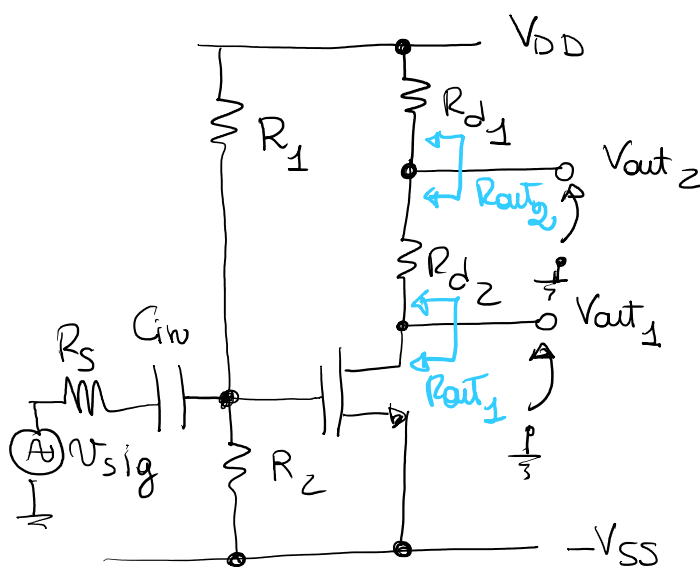 VDD
Rd1
R1
Vout2
Rout2
Rd2
Vout1
Cin
Rs
Rout1
vsig
R2
-VSS